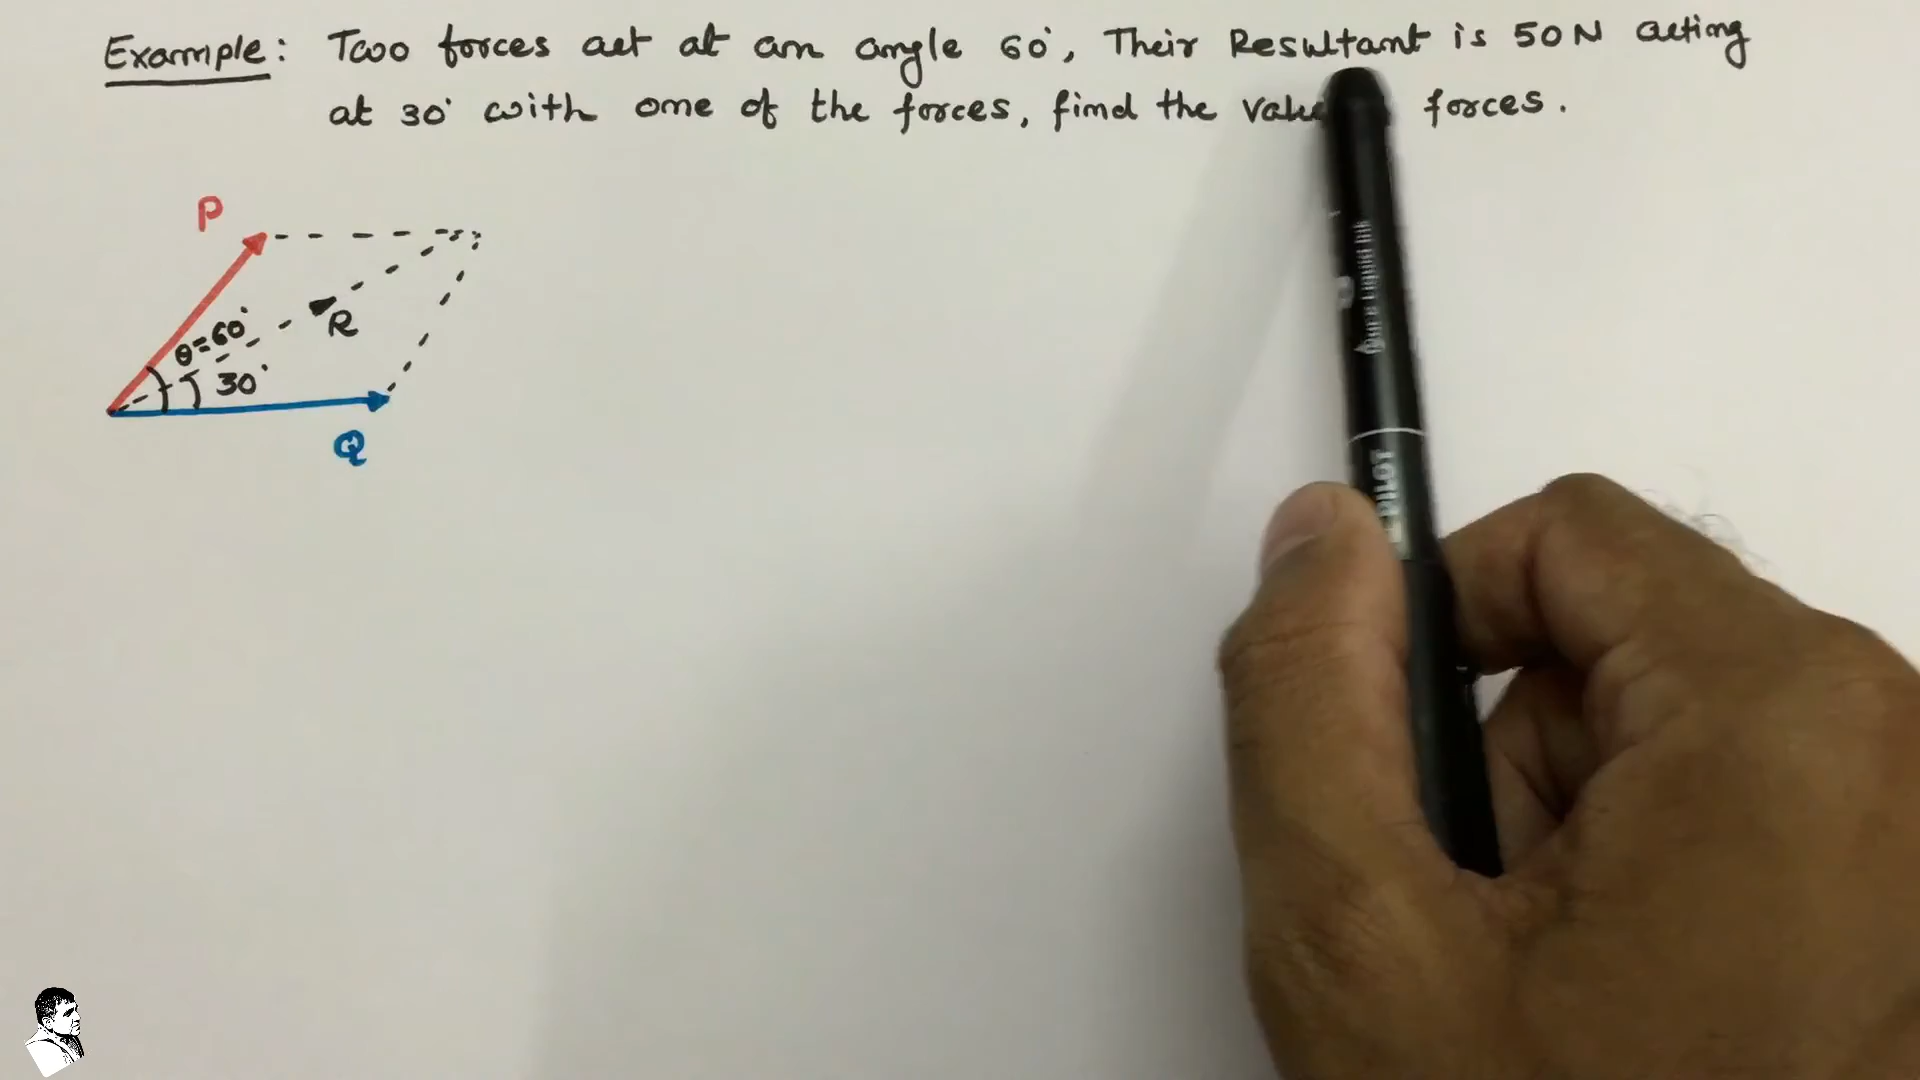 Example: Two forces act at an angle 60°, Their Resultant is 50N acting
at 30° with one of the forces, find the forces.
P
R
θ=60°
30°
Q
PILOT